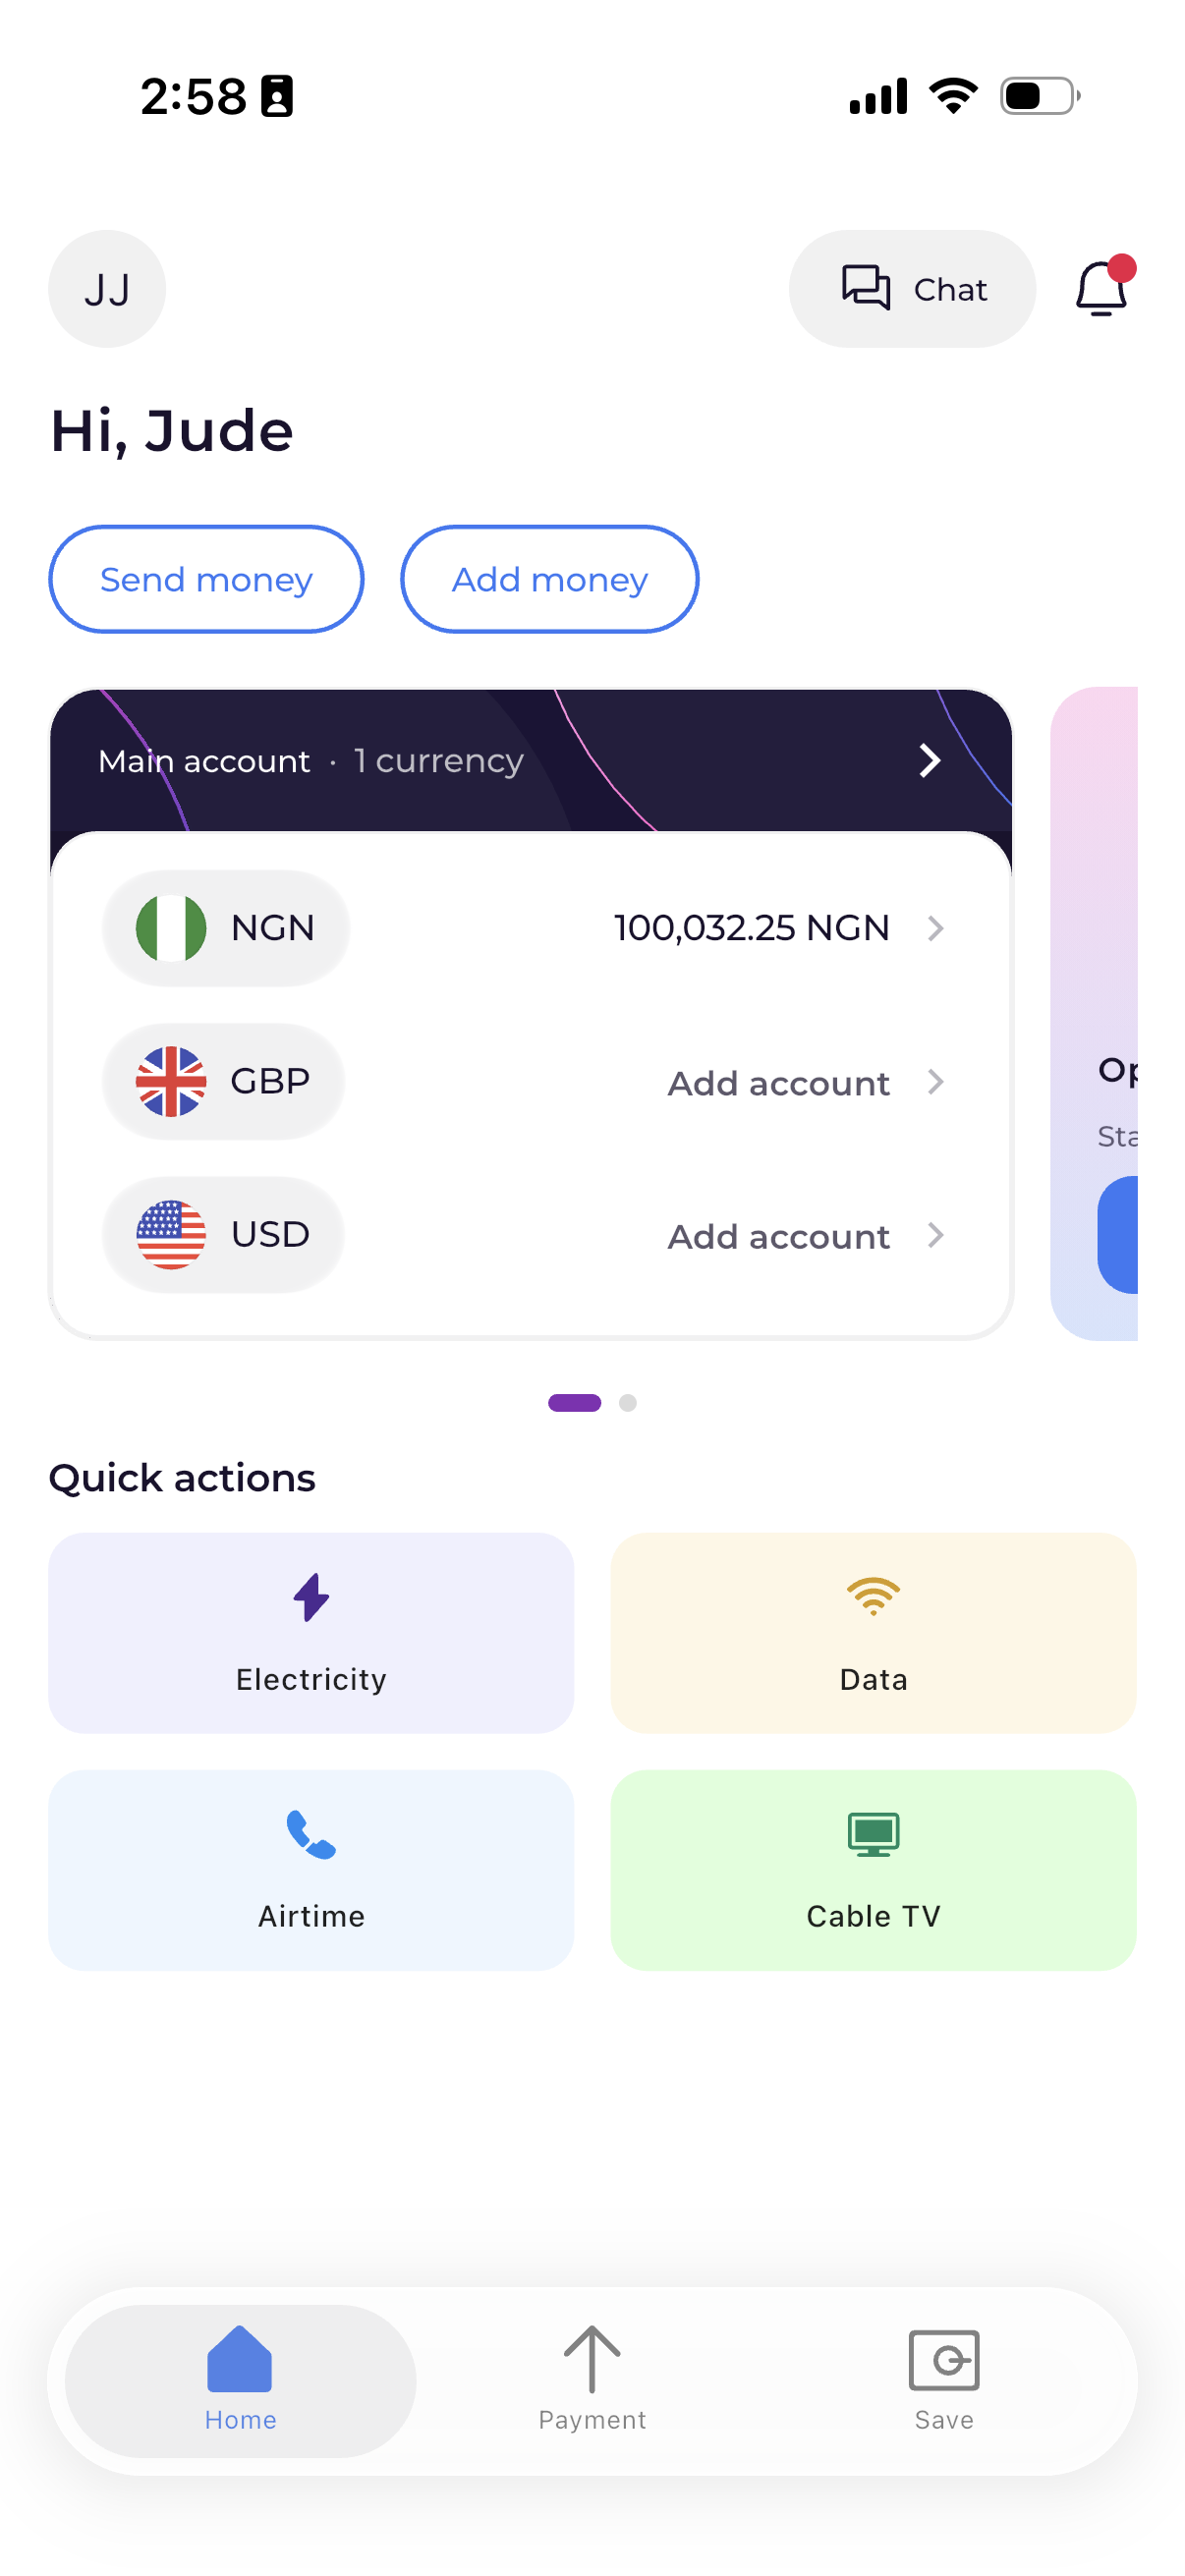 2:58
JJ
Chat
Hi, Jude
Send money
Add money
Main account · 1 currency
NGN
100,032.25 NGN
GBP
Add account
USD
Add account
Quick actions
Electricity
Data
Airtime
Cable TV
Home
Payment
Save